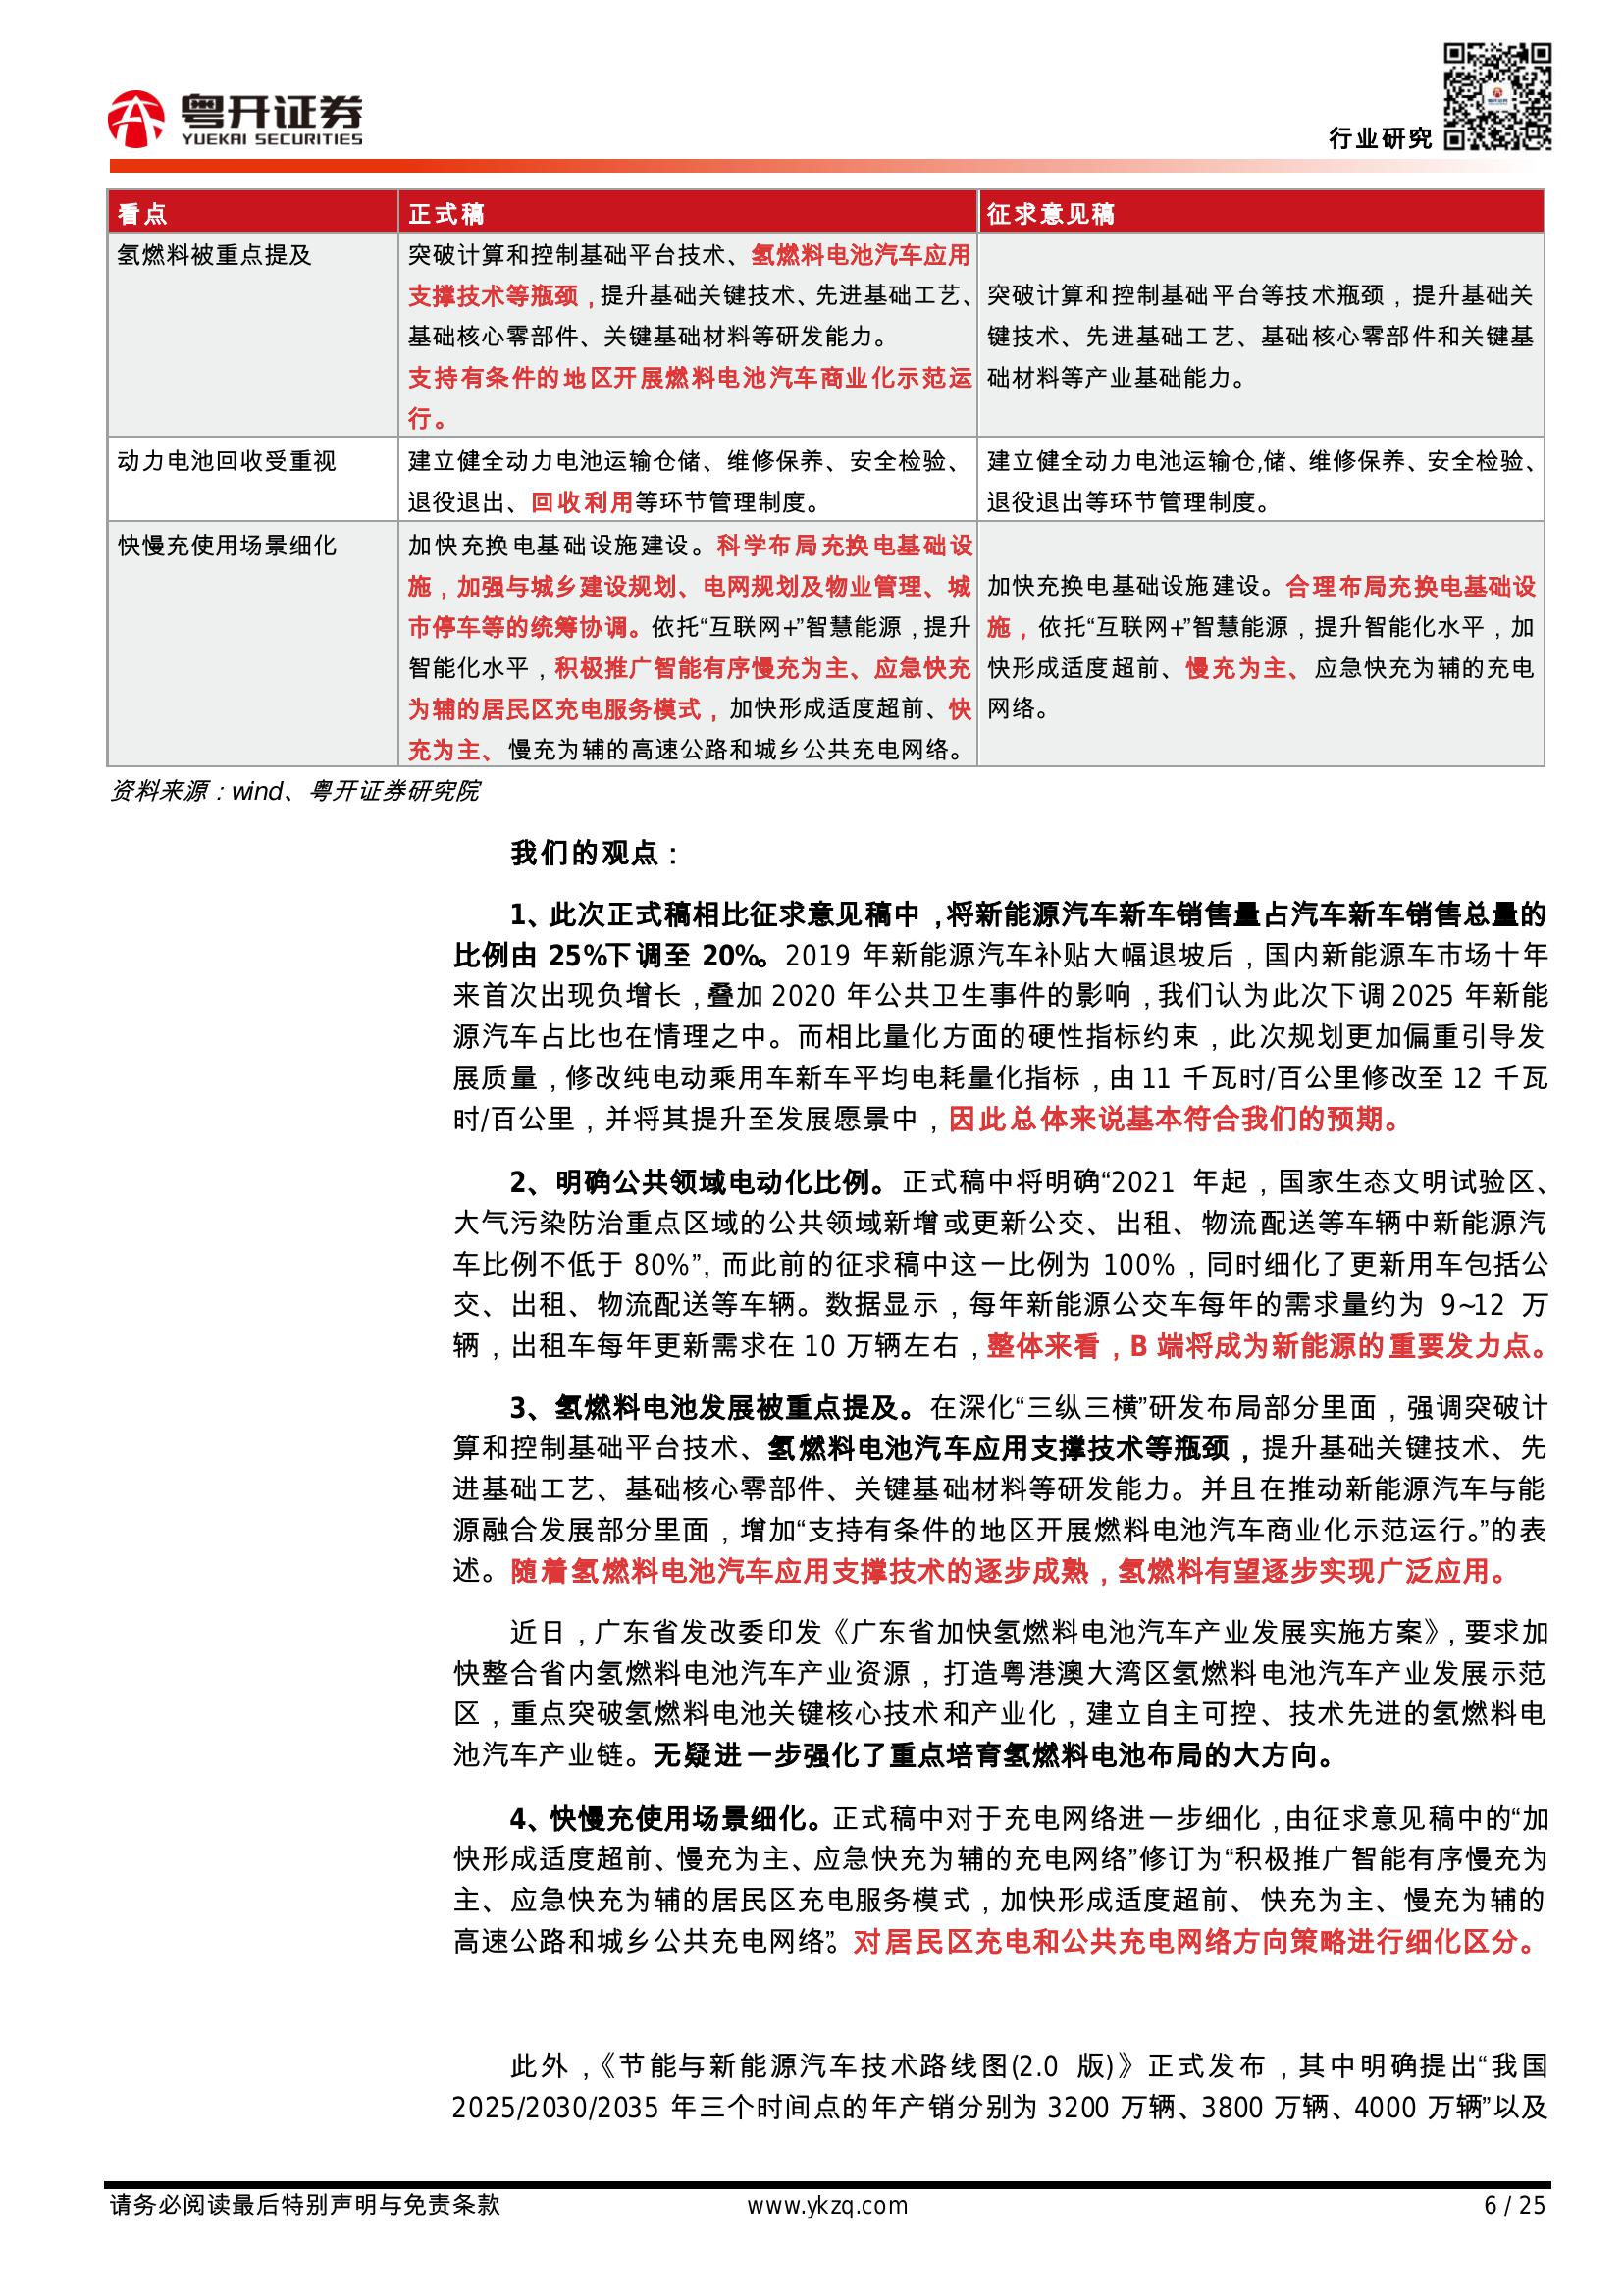 粤开证券
YUEKAI SECURITIES
行业研究
看点 正式稿 征求意见稿
氢燃料被重点提及
突破计算和控制基础平台技术、氢燃料电池汽车应用
支撑技术等瓶颈，提升基础关键技术、先进基础工艺、
基础核心零部件、关键基础材料等研发能力。
支持有条件的地区开展燃料电池汽车商业化示范运
行。
突破计算和控制基础平台等技术瓶颈，提升基础关
键技术、先进基础工艺、基础核心零部件和关键基
础材料等产业基础能力。
动力电池回收受重视
建立健全动力电池运输仓储、维修保养、安全检验、
退役退出、回收利用等环节管理制度。
建立健全动力电池运输仓,储、维修保养、安全检验、
退役退出等环节管理制度。
快慢充使用场景细化
加快充换电基础设施建设。科学布局充换电基础设
施，加强与城乡建设规划、电网规划及物业管理、城
市停车等的统筹协调。依托“互联网+”智慧能源，提升
智能化水平，积极推广智能有序慢充为主、应急快充
为辅的居民区充电服务模式，加快形成适度超前、快
充为主、慢充为辅的高速公路和城乡公共充电网络。
加快充换电基础设施建设。合理布局充换电基础设
施，依托“互联网+”智慧能源，提升智能化水平，加
快形成适度超前、慢充为主、应急快充为辅的充电
网络。
资料来源：wind、粤开证券研究院
我们的观点：
1、此次正式稿相比征求意见稿中，将新能源汽车新车销售量占汽车新车销售总量的
比例由 25%下调至 20%。2019 年新能源汽车补贴大幅退坡后，国内新能源车市场十年
来首次出现负增长，叠加 2020 年公共卫生事件的影响，我们认为此次下调 2025 年新能
源汽车占比也在情理之中。而相比量化方面的硬性指标约束，此次规划更加偏重引导发
展质量，修改纯电动乘用车新车平均电耗量化指标，由 11 千瓦时/百公里修改至 12 千瓦
时/百公里，并将其提升至发展愿景中，因此总体来说基本符合我们的预期。
2、明确公共领域电动化比例。正式稿中将明确“2021 年起，国家生态文明试验区、
大气污染防治重点区域的公共领域新增或更新公交、出租、物流配送等车辆中新能源汽
车比例不低于 80%”，而此前的征求稿中这一比例为 100%，同时细化了更新用车包括公
交、出租、物流配送等车辆。数据显示，每年新能源公交车每年的需求量约为 9~12 万
辆，出租车每年更新需求在 10 万辆左右，整体来看，B 端将成为新能源的重要发力点。
3、氢燃料电池发展被重点提及。在深化“三纵三横”研发布局部分里面，强调突破计
算和控制基础平台技术、氢燃料电池汽车应用支撑技术等瓶颈，提升基础关键技术、先
进基础工艺、基础核心零部件、关键基础材料等研发能力。并且在推动新能源汽车与能
源融合发展部分里面，增加“支持有条件的地区开展燃料电池汽车商业化示范运行。”的表
述。随着氢燃料电池汽车应用支撑技术的逐步成熟，氢燃料有望逐步实现广泛应用。
近日，广东省发改委印发《广东省加快氢燃料电池汽车产业发展实施方案》，要求加
快整合省内氢燃料电池汽车产业资源，打造粤港澳大湾区氢燃料电池汽车产业发展示范
区，重点突破氢燃料电池关键核心技术和产业化，建立自主可控、技术先进的氢燃料电
池汽车产业链。无疑进一步强化了重点培育氢燃料电池布局的大方向。
4、快慢充使用场景细化。正式稿中对于充电网络进一步细化，由征求意见稿中的“加
快形成适度超前、慢充为主、应急快充为辅的充电网络”修订为“积极推广智能有序慢充为
主、应急快充为辅的居民区充电服务模式，加快形成适度超前、快充为主、慢充为辅的
高速公路和城乡公共充电网络”。对居民区充电和公共充电网络方向策略进行细化区分。
此外，《节能与新能源汽车技术路线图(2.0 版)》正式发布，其中明确提出“我国
2025/2030/2035 年三个时间点的年产销分别为 3200 万辆、3800 万辆、4000 万辆”以及
请务必阅读最后特别声明与免责条款 www.ykzq.com 6 / 25